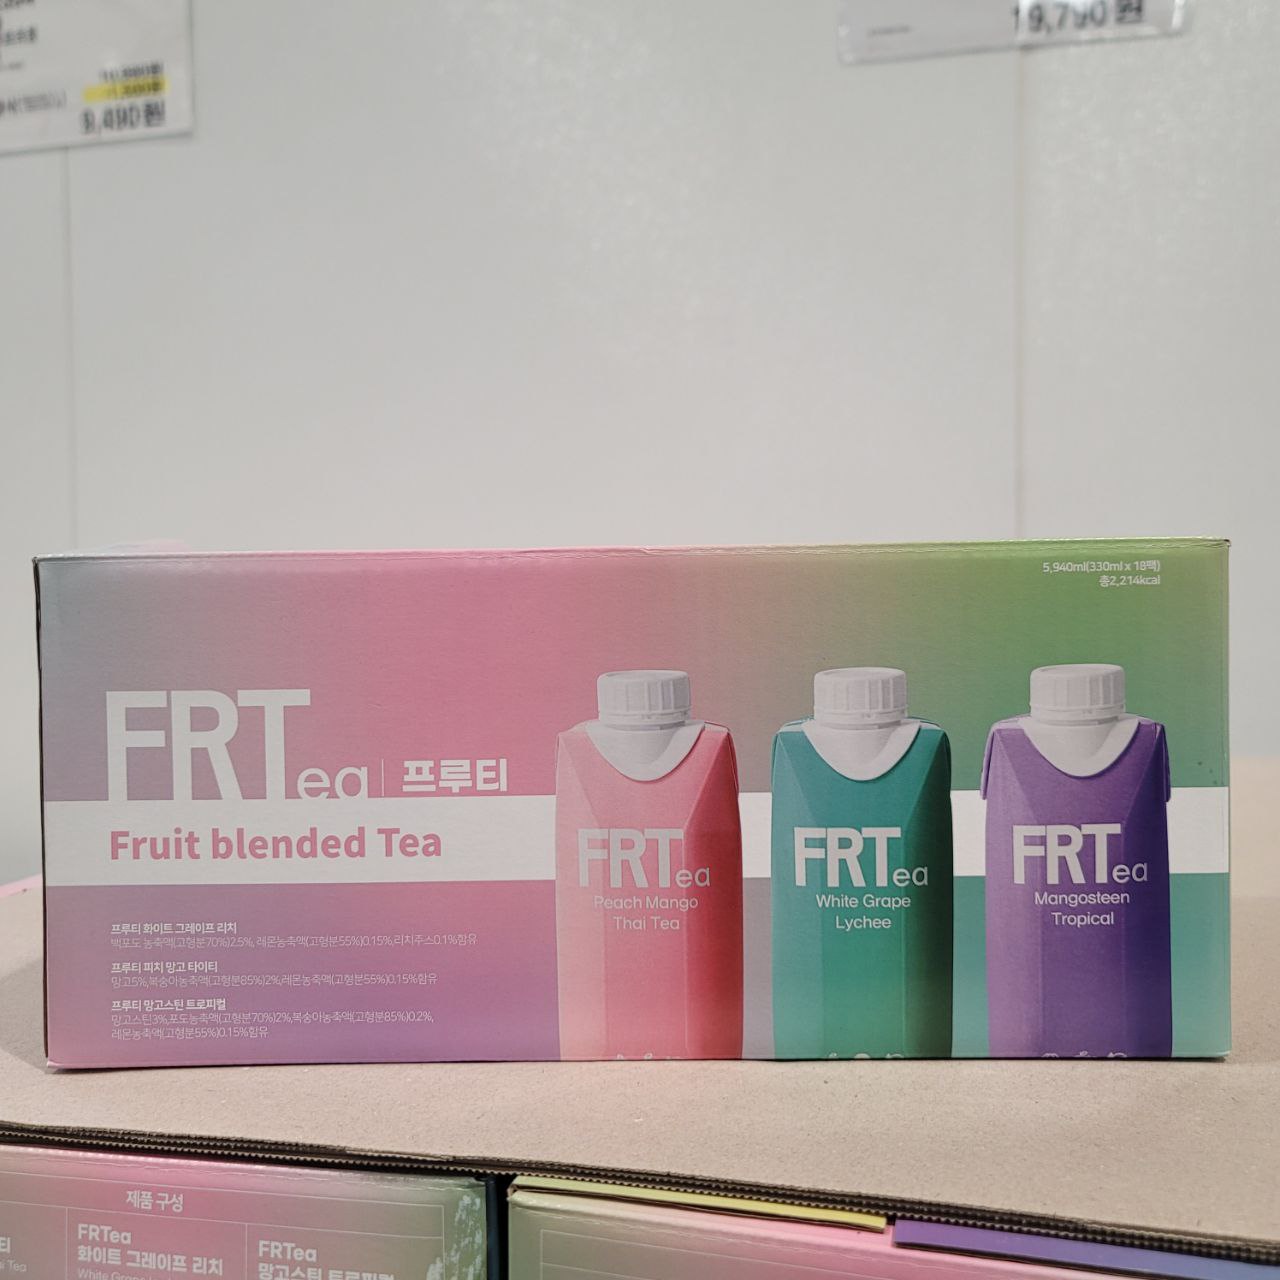 9,490원
19,790원
5,940ml(330ml x 18팩)
총2,214kcal
FRTea | 프루티
Fruit blended Tea
프루티 화이트 그레이프 리치
백포도 농축액(고형분70%)2.5%, 레몬농축액(고형분55%)0.15%,리치주스0.1%함유
프루티 피치 망고 타이티
망고5%,복숭아농축액(고형분85%)2%,레몬농축액(고형분55%)0.15%함유
프루티 망고스틴 트로피컬
망고스틴3%,포도농축액(고형분70%)2%,복숭아농축액(고형분85%)0.2%,
레몬농축액(고형분55%)0.15%함유
FRTea
Peach Mango
Thai Tea
FRTea
White Grape
Lychee
FRTea
Mangosteen
Tropical
제품 구성
FRTea
화이트 그레이프 리치
White Grape
FRTea
망고스틴 트로피컬